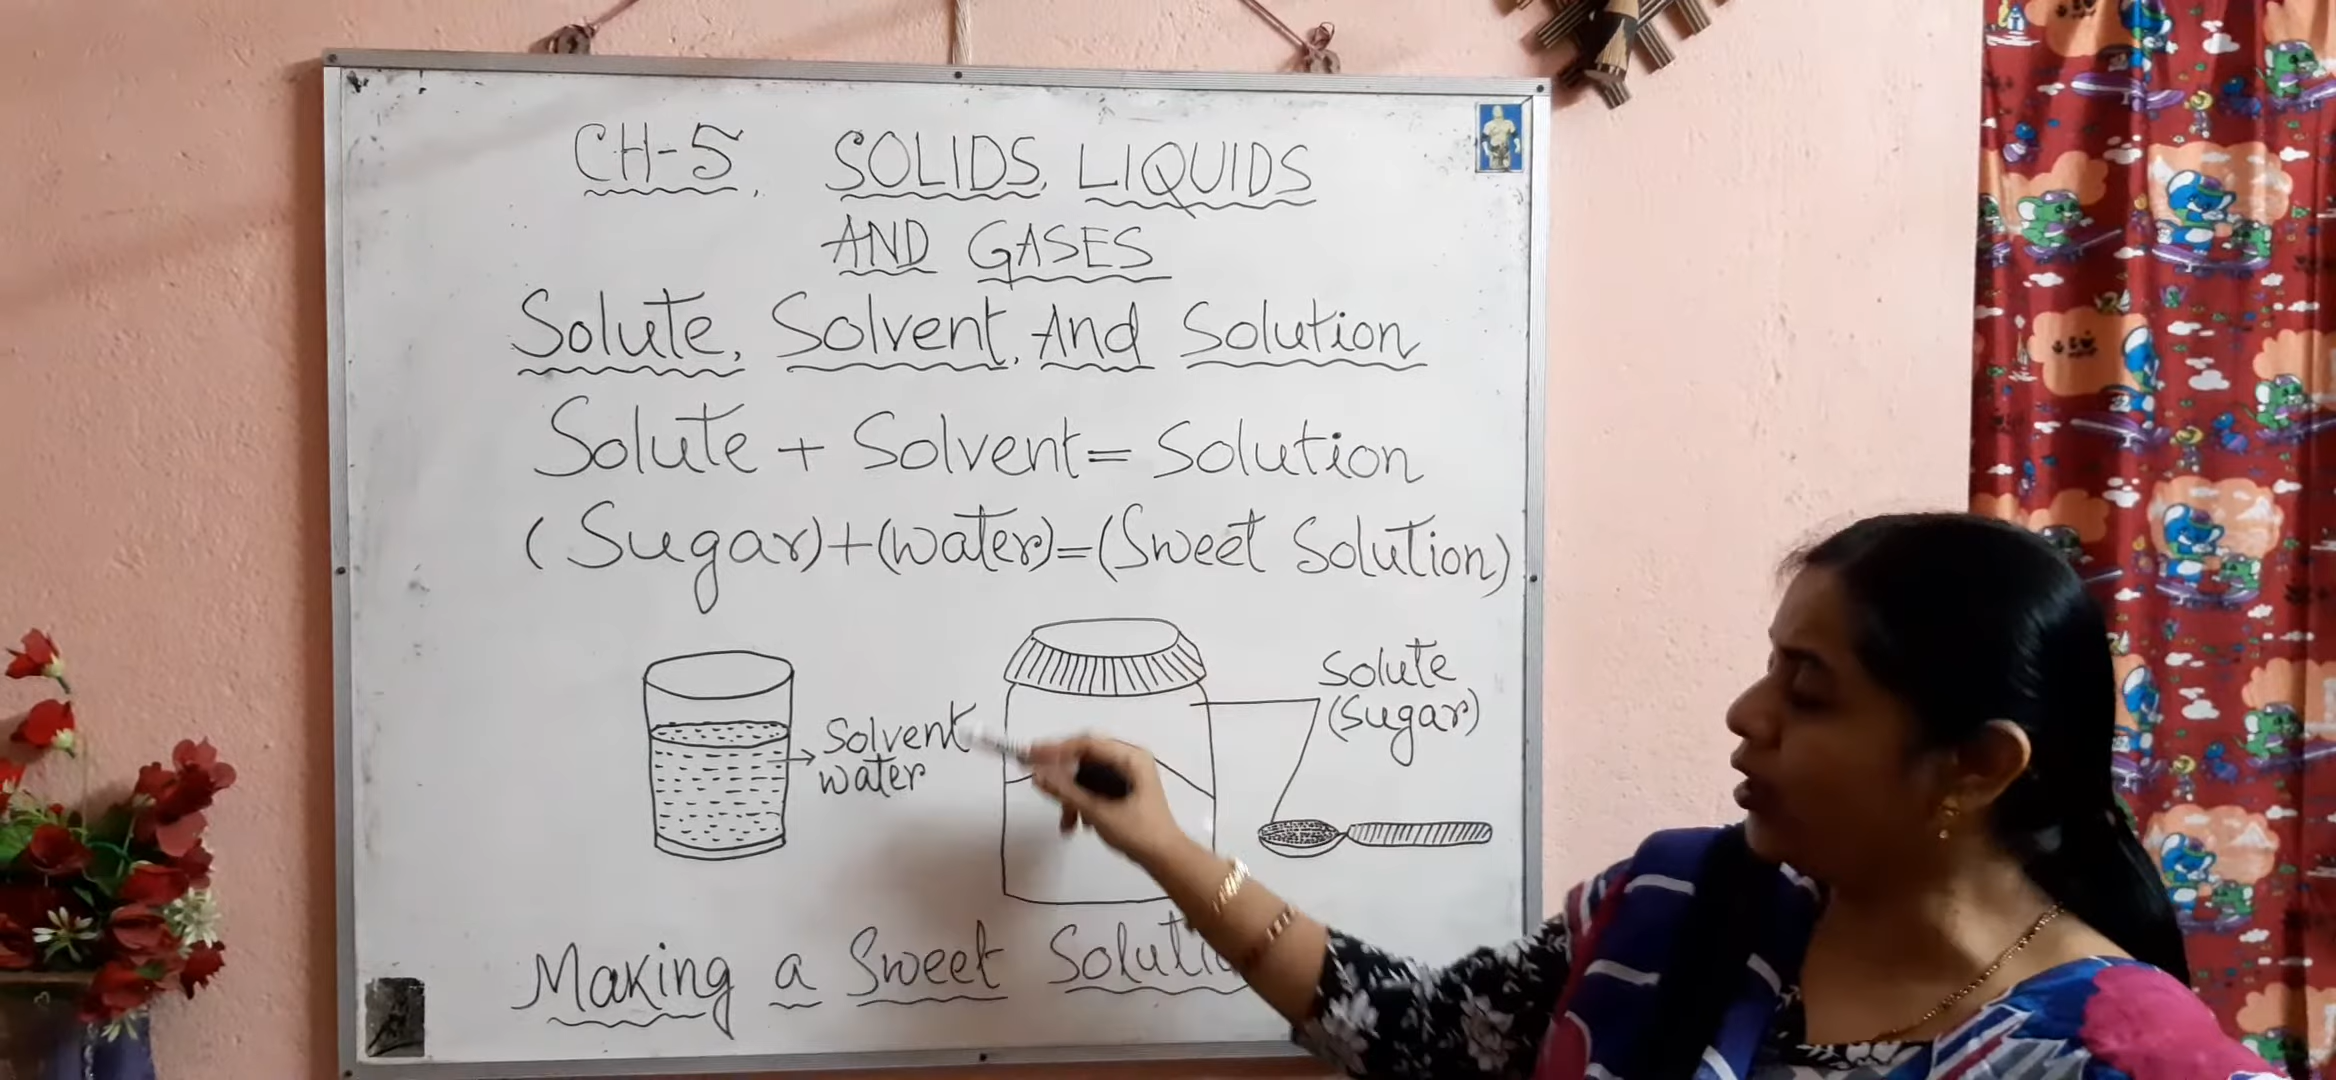 CH-5, SOLIDS, LIQUIDS
AND GASES
Solute, Solvent, And Solution
Solute + Solvent = Solution
(Sugar)+(Water)=(Sweet Solution)
Solvent
water
Solute
(Sugar)
Making a Sweet